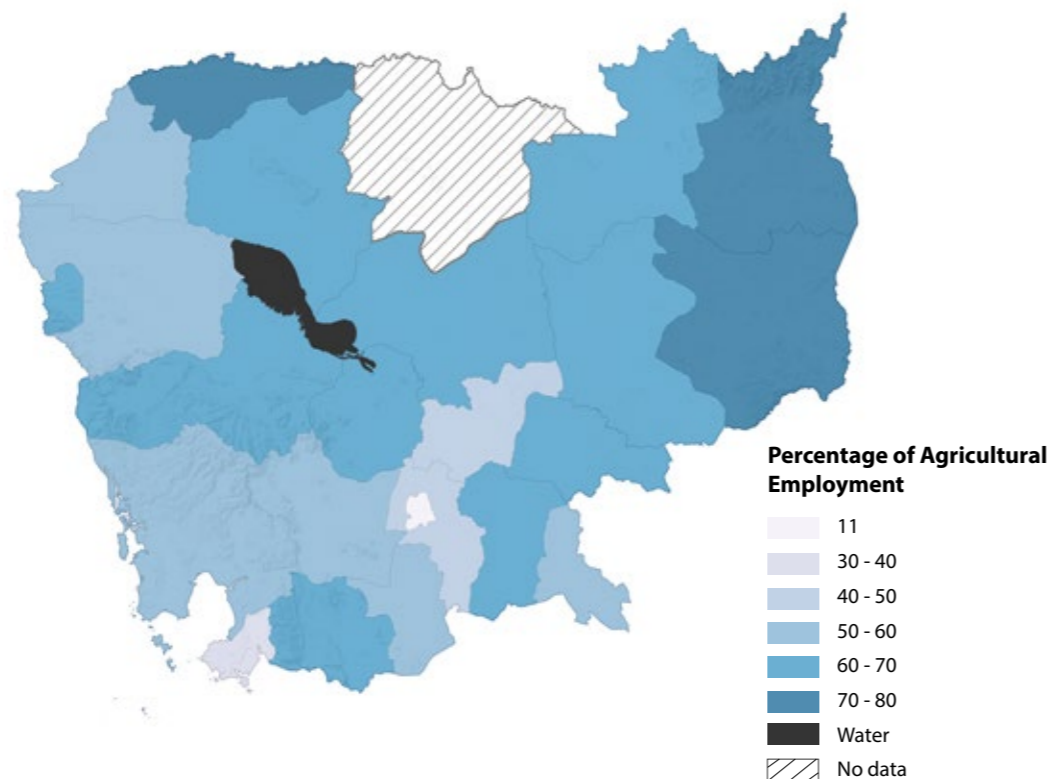 Percentage of Agricultural
Employment
11
30 - 40
40 - 50
50 - 60
60 - 70
70 - 80
Water
No data